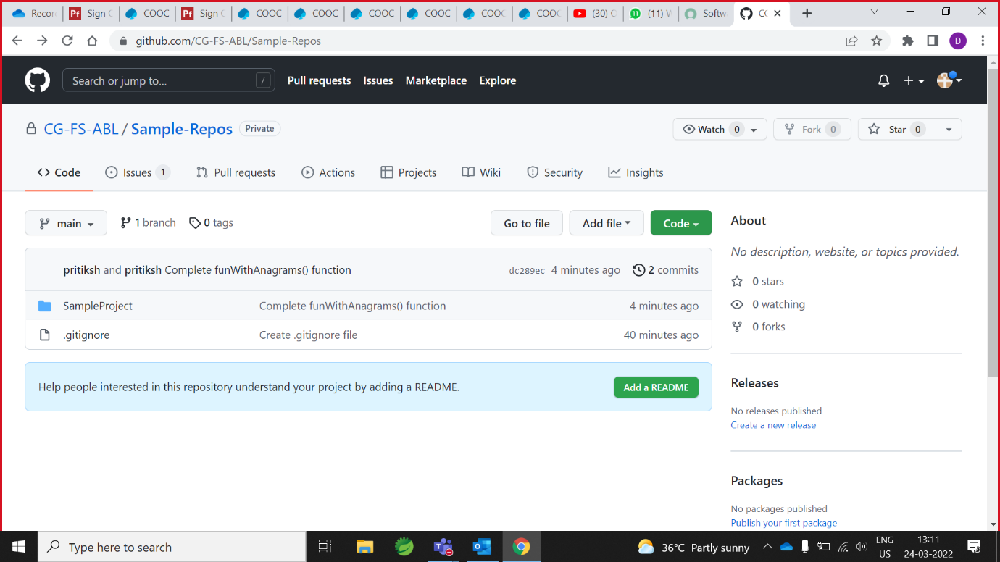 Recor Pf Sign C COOC Pf Sign C COOC COOC COOC COOC COOC COOC (30) C 11 (11) W Softw CG
github.com/CG-FS-ABL/Sample-Repos D
Search or jump to... / Pull requests Issues Marketplace Explore
CG-FS-ABL / Sample-Repos Private Watch 0 Fork 0 Star 0
Code Issues 1 Pull requests Actions Projects Wiki Security Insights
main 1 branch 0 tags Go to file Add file Code
pritiksh and pritiksh Complete funWithAnagrams() function dc289ec 4 minutes ago 2 commits
SampleProject Complete funWithAnagrams() function 4 minutes ago
.gitignore Create .gitignore file 40 minutes ago
Help people interested in this repository understand your project by adding a README. Add a README
About
No description, website, or topics provided.
0 stars
0 watching
0 forks
Releases
No releases published
Create a new release
Packages
No packages published
Publish your first package
Type here to search 36°C Partly sunny ENG US 13:11 24-03-2022